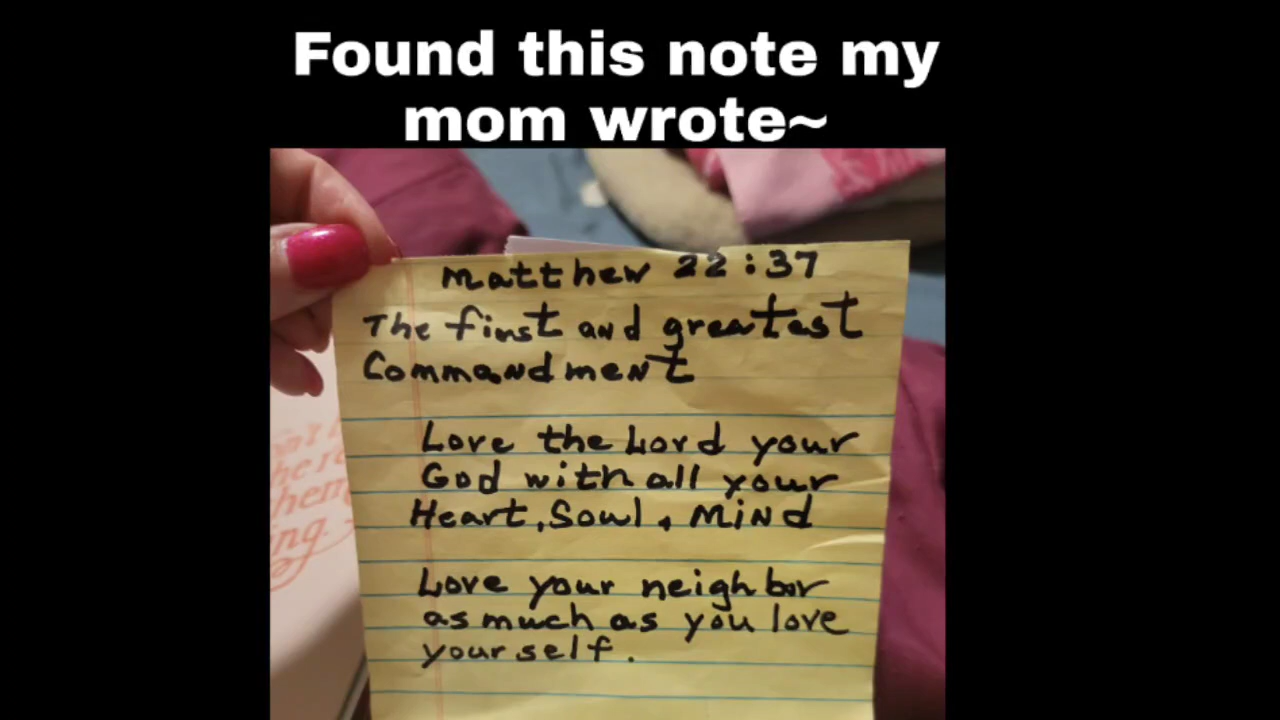 Found this note my
mom wrote~
Matthew 22:37
The first and greatest
Commandment
Love the Lord your
God with all your
Heart, Soul, MiNd
Love your neighbor
as much as you love
yourself.